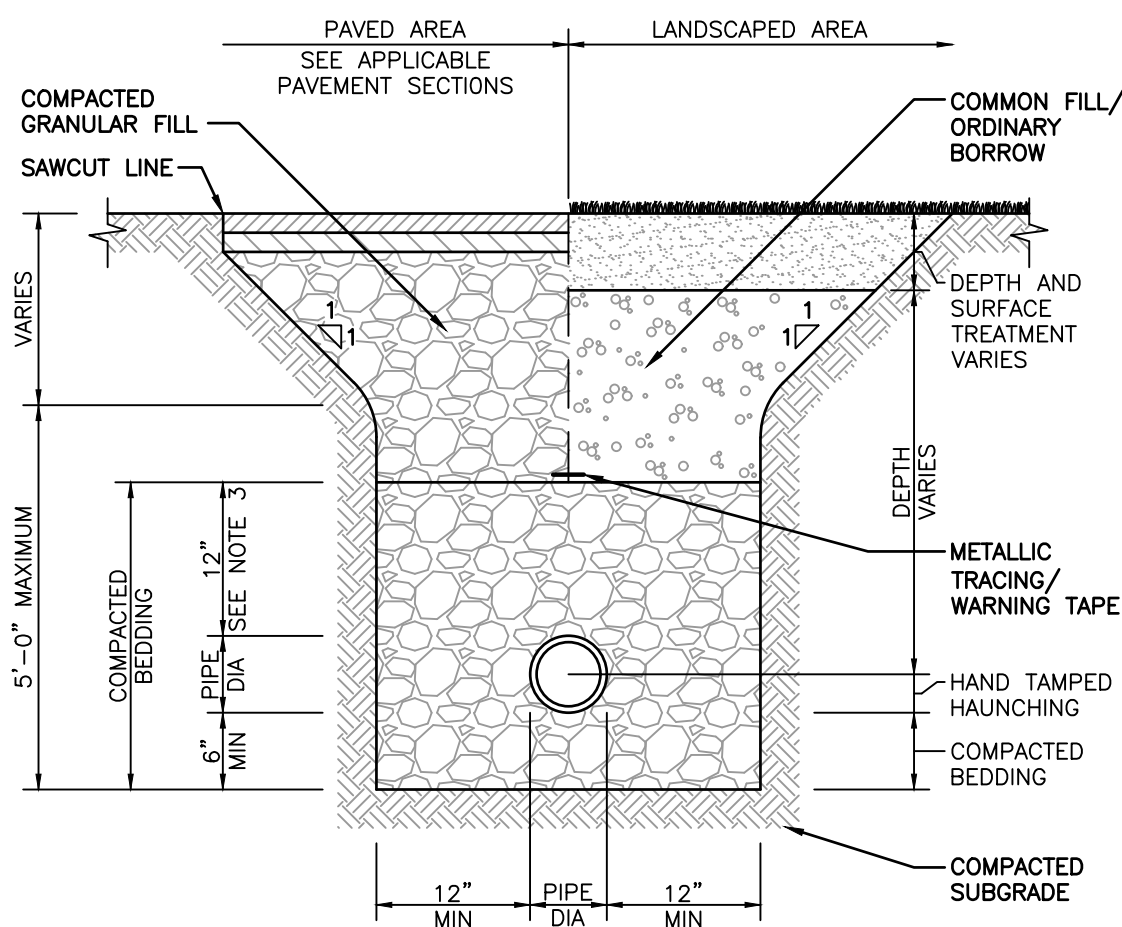 PAVED AREA
SEE APPLICABLE
PAVEMENT SECTIONS
LANDSCAPED AREA
COMPACTED
GRANULAR FILL
SAWCUT LINE
COMMON FILL/
ORDINARY
BORROW
VARIES
1
1
1
1
DEPTH AND
SURFACE
TREATMENT
VARIES
5'-0" MAXIMUM
COMPACTED
BEDDING
12"
SEE NOTE 3
PIPE
DIA
6"
MIN
DEPTH
VARIES
METALLIC
TRACING/
WARNING TAPE
HAND TAMPED
HAUNCHING
COMPACTED
BEDDING
COMPACTED
SUBGRADE
12"
MIN
PIPE
DIA
12"
MIN